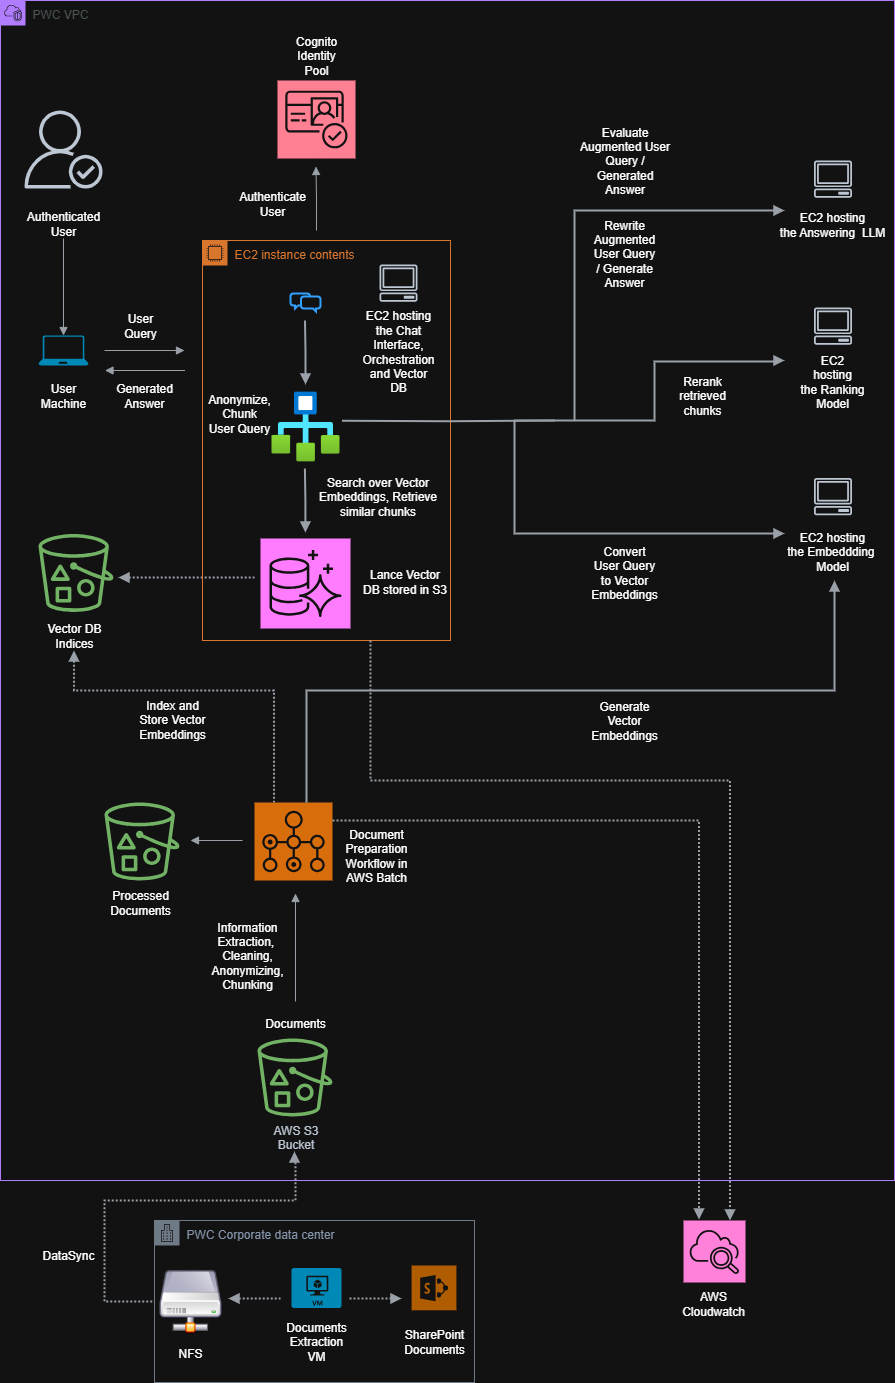 PWC VPC
Cognito
Identity
Pool
Authenticated
User
Authenticate
User
Evaluate
Augmented User
Query /
Generated
Answer
Rewrite
Augmented
User Query
/ Generate
Answer
EC2 hosting
the Answering  LLM
EC2 instance contents
EC2 hosting
the Chat
Interface,
Orchestration
and Vector
DB
User
Query
Generated
Answer
User
Machine
Anonymize,
Chunk
User Query
Rerank
retrieved
chunks
EC2
hosting
the Ranking
Model
Search over Vector
Embeddings, Retrieve
similar chunks
Convert
User Query
to Vector
Embeddings
EC2 hosting
the Embeddding
Model
Lance Vector
DB stored in S3
Vector DB
Indices
Index and
Store Vector
Embeddings
Generate
Vector
Embeddings
Document
Preparation
Workflow in
AWS Batch
Processed
Documents
Information
Extraction,
Cleaning,
Anonymizing,
Chunking
Documents
AWS S3
Bucket
DataSync
PWC Corporate data center
NFS
VM
Documents
Extraction
VM
S
SharePoint
Documents
AWS
Cloudwatch